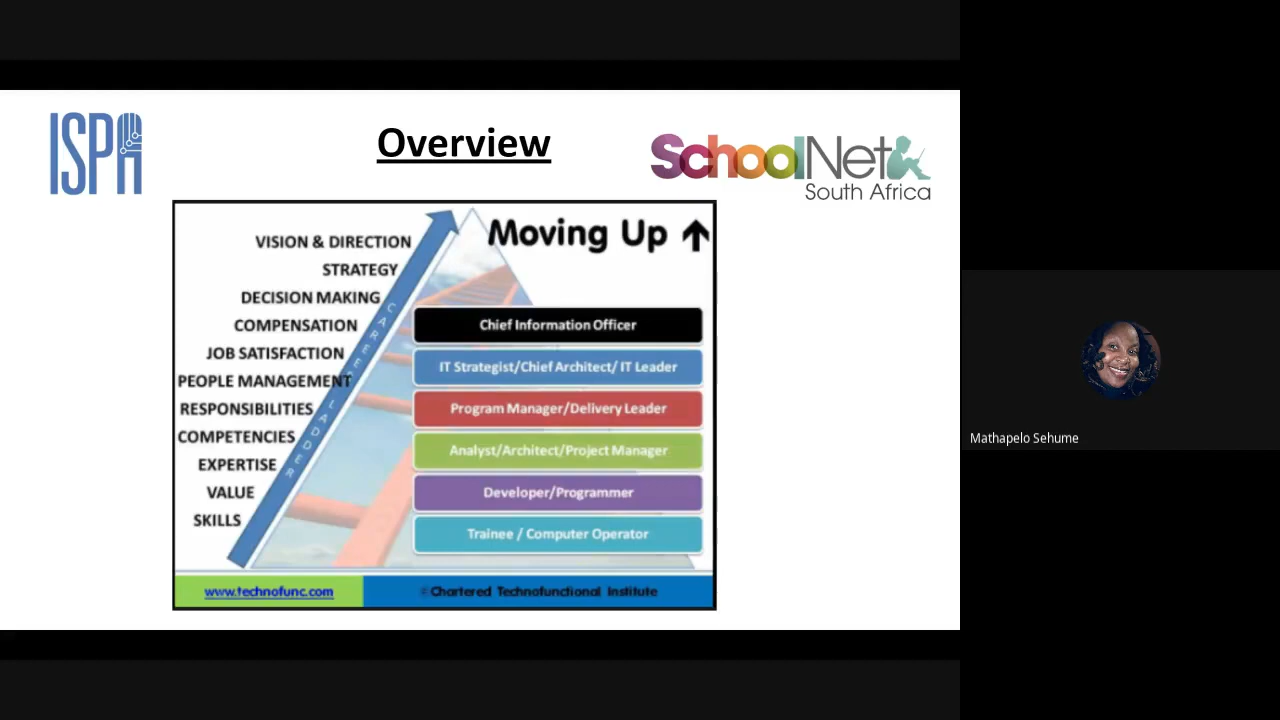 ISPA
Overview
SchoolNet
South Africa
Moving Up
VISION & DIRECTION
STRATEGY
DECISION MAKING
COMPENSATION
JOB SATISFACTION
PEOPLE MANAGEMENT
RESPONSIBILITIES
COMPETENCIES
EXPERTISE
VALUE
SKILLS
CAREER LADDER
Chief Information Officer
IT Strategist/Chief Architect/ IT Leader
Program Manager/Delivery Leader
Analyst/Architect/Project Manager
Developer/Programmer
Trainee / Computer Operator
www.technofunc.com
©Chartered Technofunctional Institute
Mathapelo Sehume